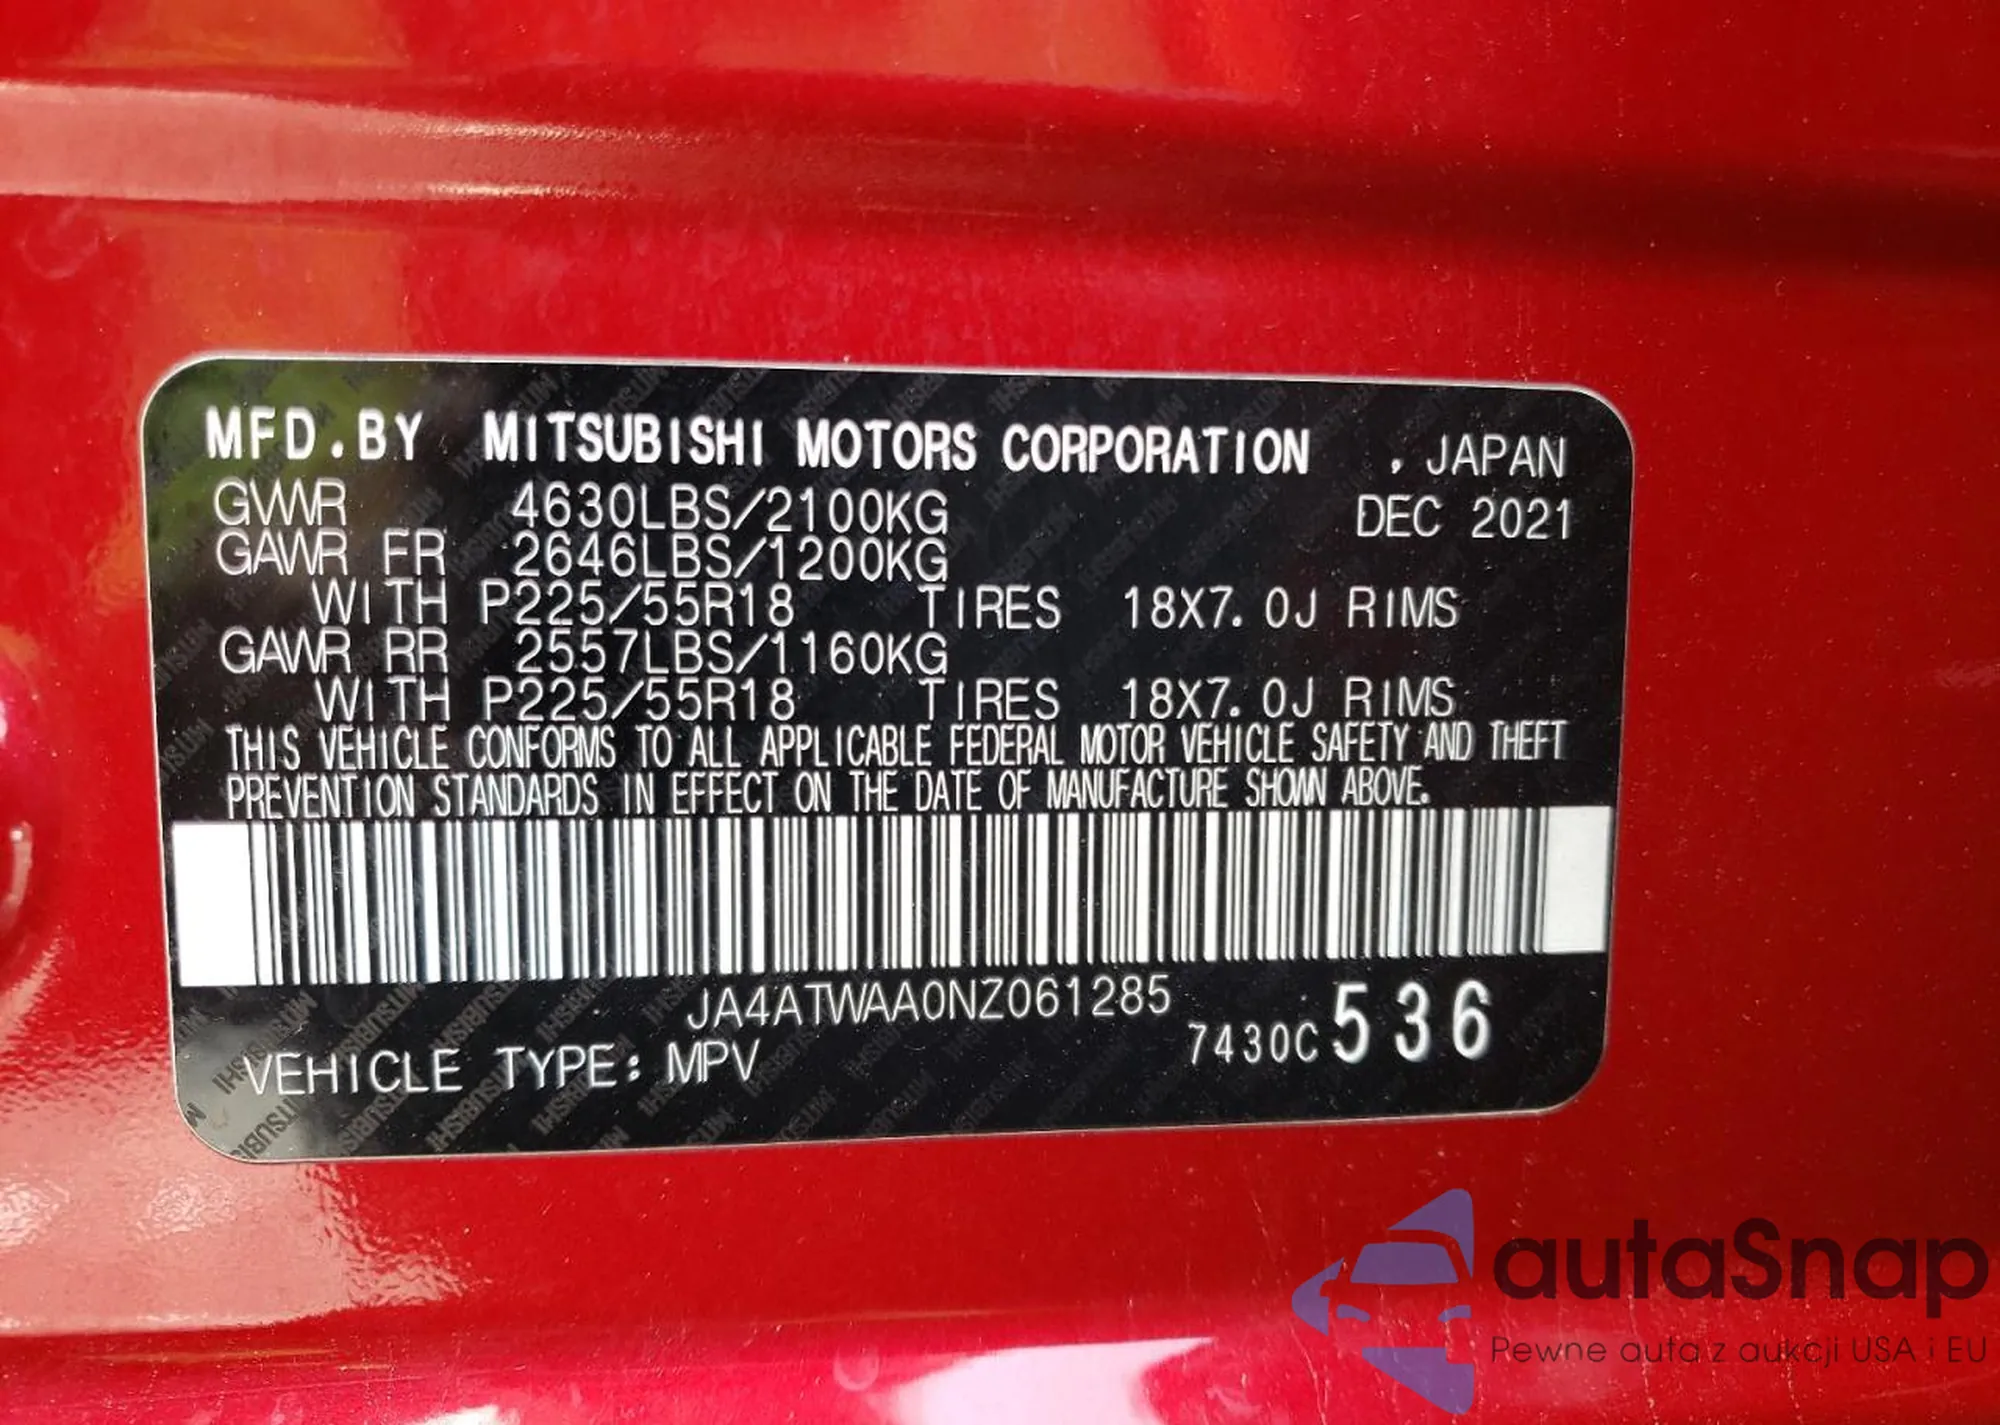 MFD.BY MITSUBISHI MOTORS CORPORATION , JAPAN
GVWR 4630LBS/2100KG DEC 2021
GAWR FR 2646LBS/1200KG
WITH P225/55R18 TIRES 18X7.0J RIMS
GAWR RR 2557LBS/1160KG
WITH P225/55R18 TIRES 18X7.0J RIMS
THIS VEHICLE CONFORMS TO ALL APPLICABLE FEDERAL MOTOR VEHICLE SAFETY AND THEFT
PREVENTION STANDARDS IN EFFECT ON THE DATE OF MANUFACTURE SHOWN ABOVE.
JA4ATWAA0NZ061285
7430C536
VEHICLE TYPE: MPV
autaSnap
Pewne auta z aukcji USA i EU